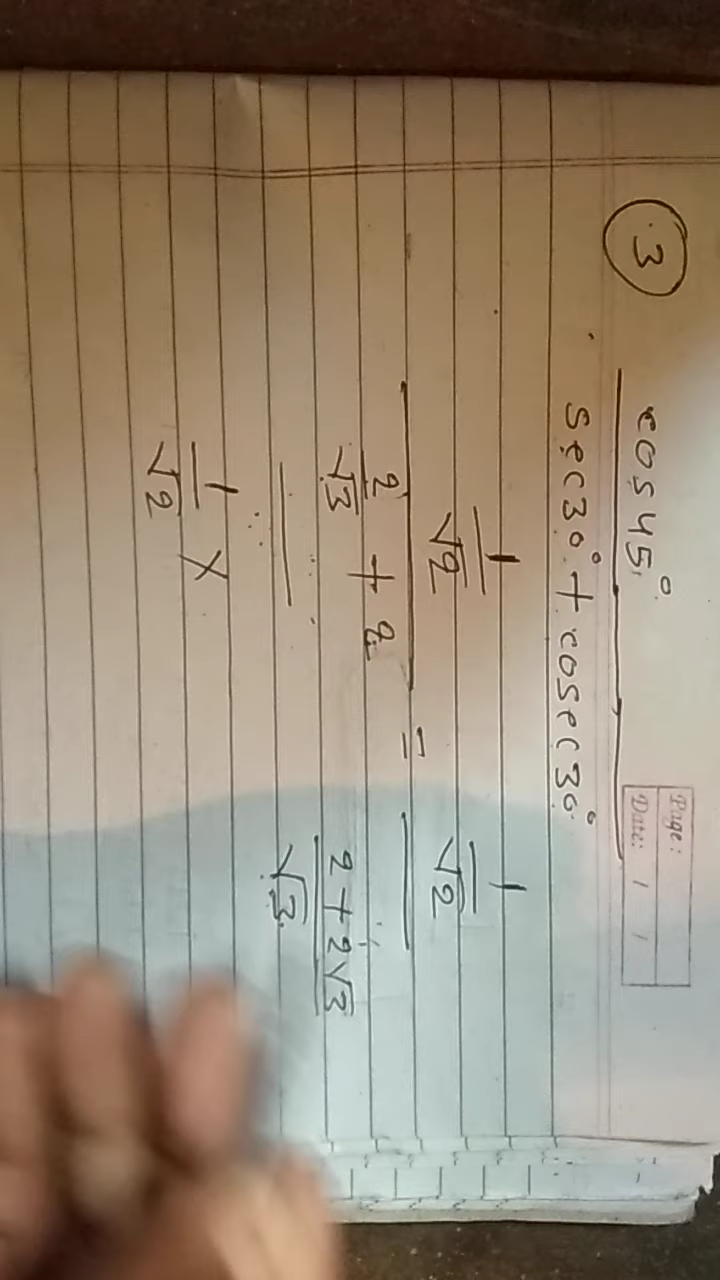 Page:
Date: / /
3 cos45°
sec30° + cosec30°
1 1
√2 √2
=
2 + 2 2 + 2√3
√3 √3
1 ×
√2